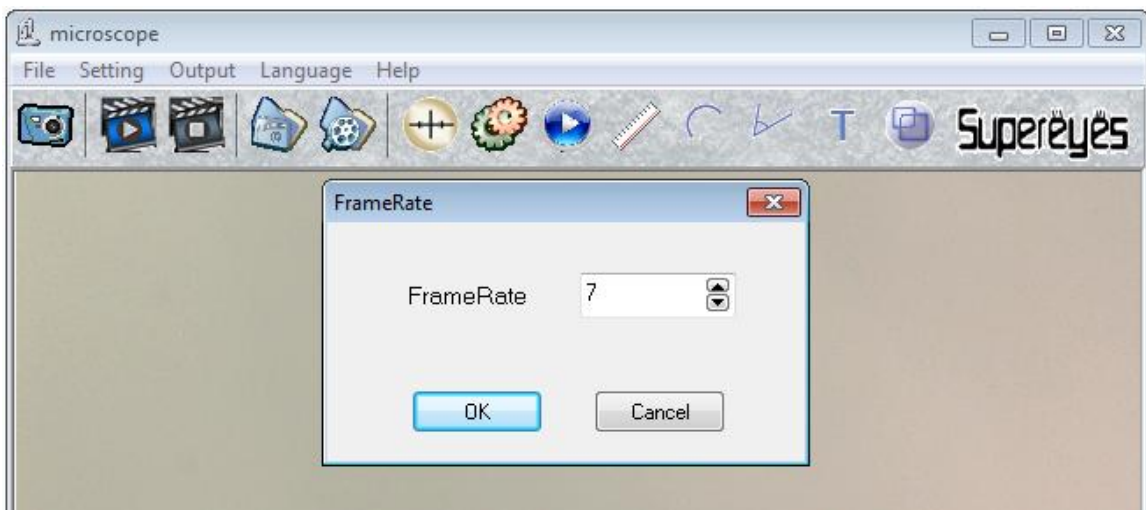 microscope
File Setting Output Language Help
T Supereyes
FrameRate
FrameRate 7
OK Cancel